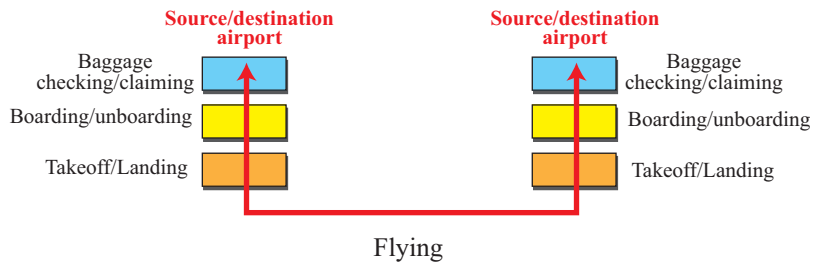 Source/destination
airport
Source/destination
airport
Baggage
checking/claiming
Baggage
checking/claiming
Boarding/unboarding
Boarding/unboarding
Takeoff/Landing
Takeoff/Landing
Flying